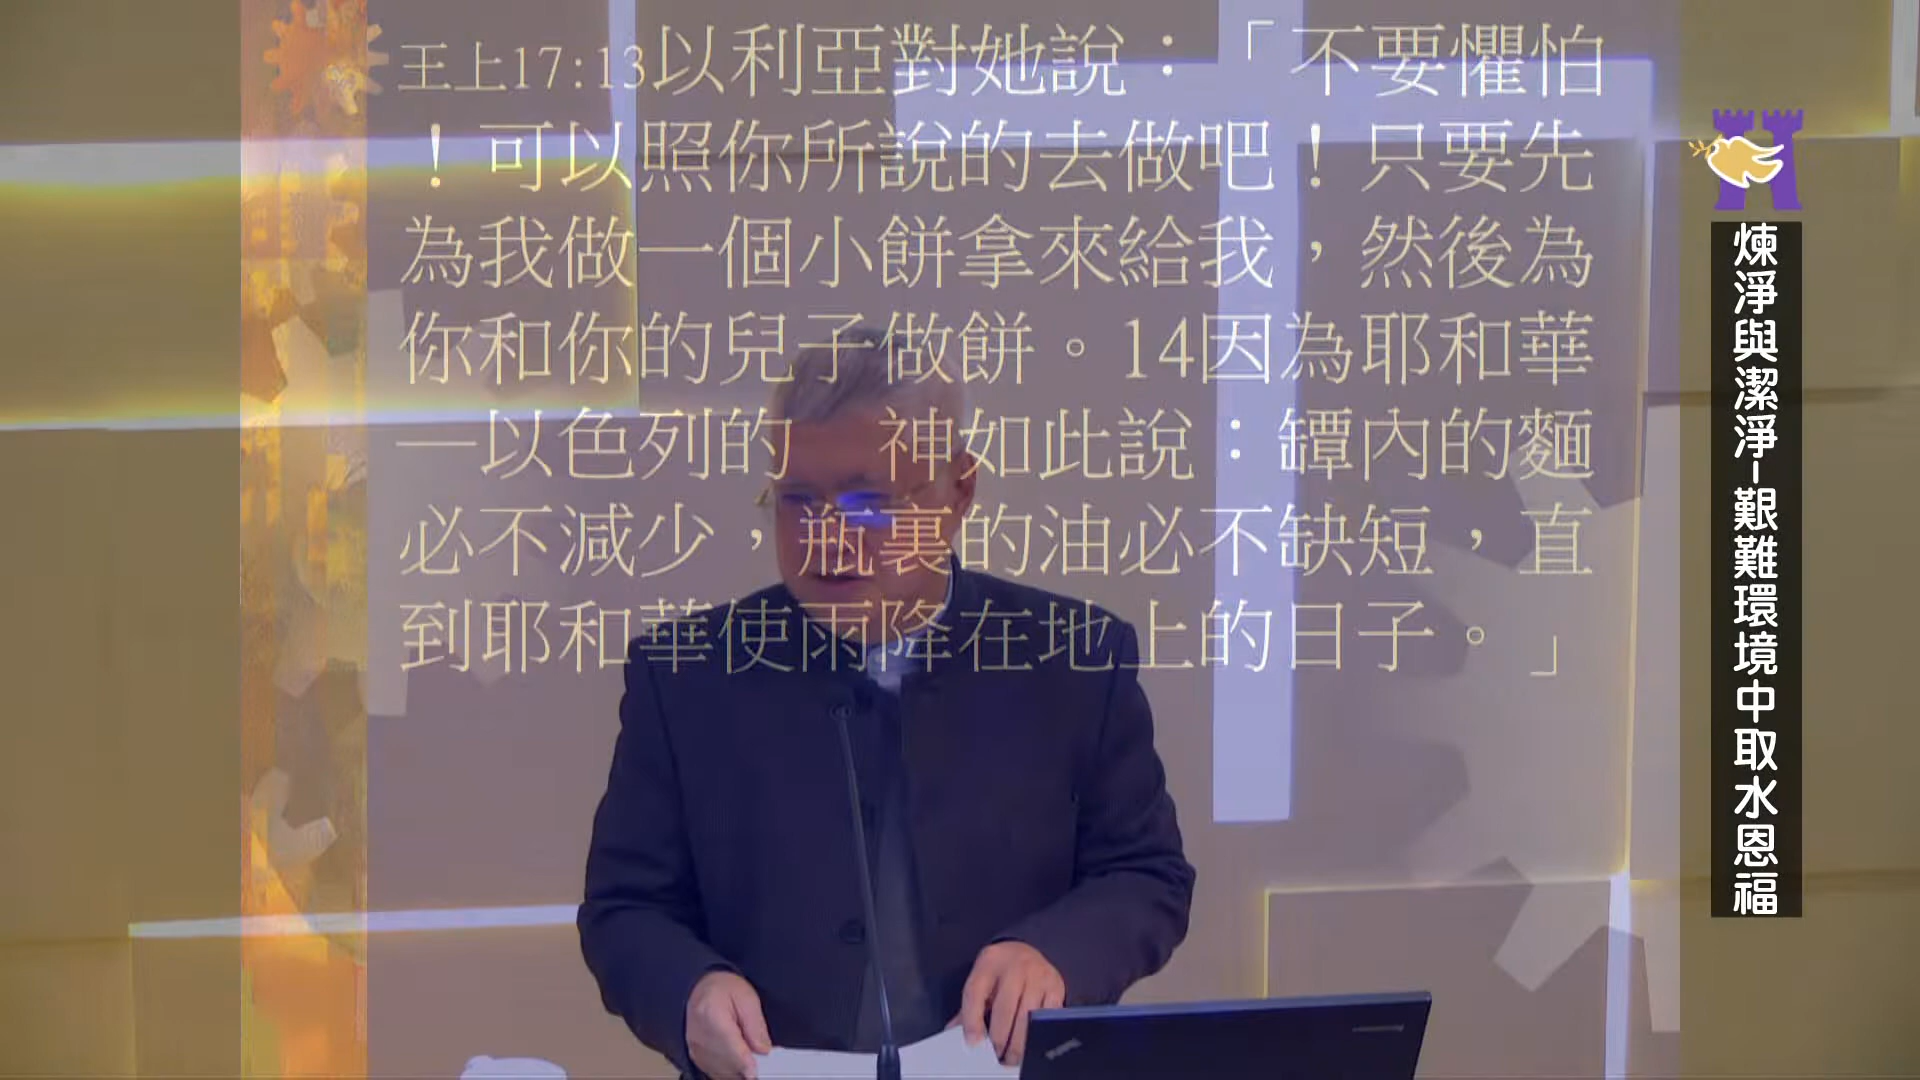 王上17:13以利亞對她說：「不要懼怕
！可以照你所說的去做吧！只要先
為我做一個小餅拿來給我，然後為
你和你的兒子做餅。14因為耶和華
—以色列的　神如此說：罈內的麵
必不減少，瓶裏的油必不缺短，直
到耶和華使雨降在地上的日子。」
煉淨與潔淨-艱難環境中取水恩福
ThinkPad